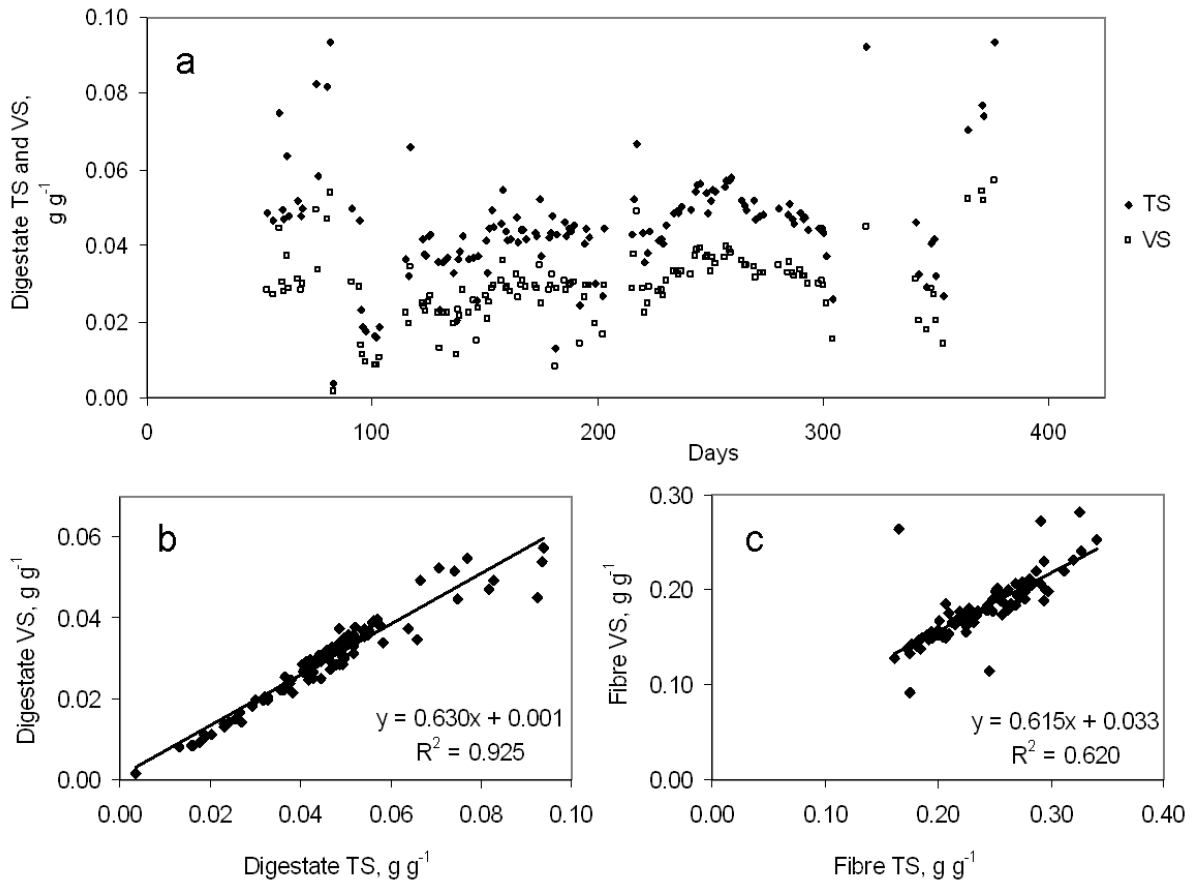 a
Digestate TS and VS,
g g⁻¹
0.10
0.08
0.06
0.04
0.02
0.00
0
100
200
300
400
Days
TS
VS
b
Digestate VS, g g⁻¹
0.06
0.04
0.02
0.00
0.00
0.02
0.04
0.06
0.08
0.10
y = 0.630x + 0.001
R² = 0.925
Digestate TS, g g⁻¹
c
Fibre VS, g g⁻¹
0.30
0.20
0.10
0.00
0.00
0.10
0.20
0.30
0.40
y = 0.615x + 0.033
R² = 0.620
Fibre TS, g g⁻¹